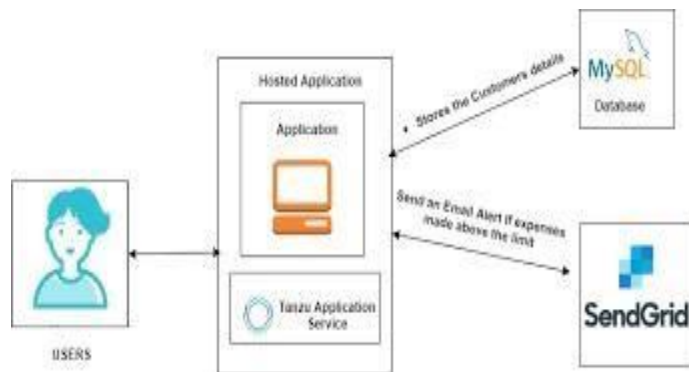 Hosted Application
Application
Tanzu Application
Service
USERS
Stores the Customers details
MySQL
Database
Send an Email Alert if expenses
made above the limit
SendGrid